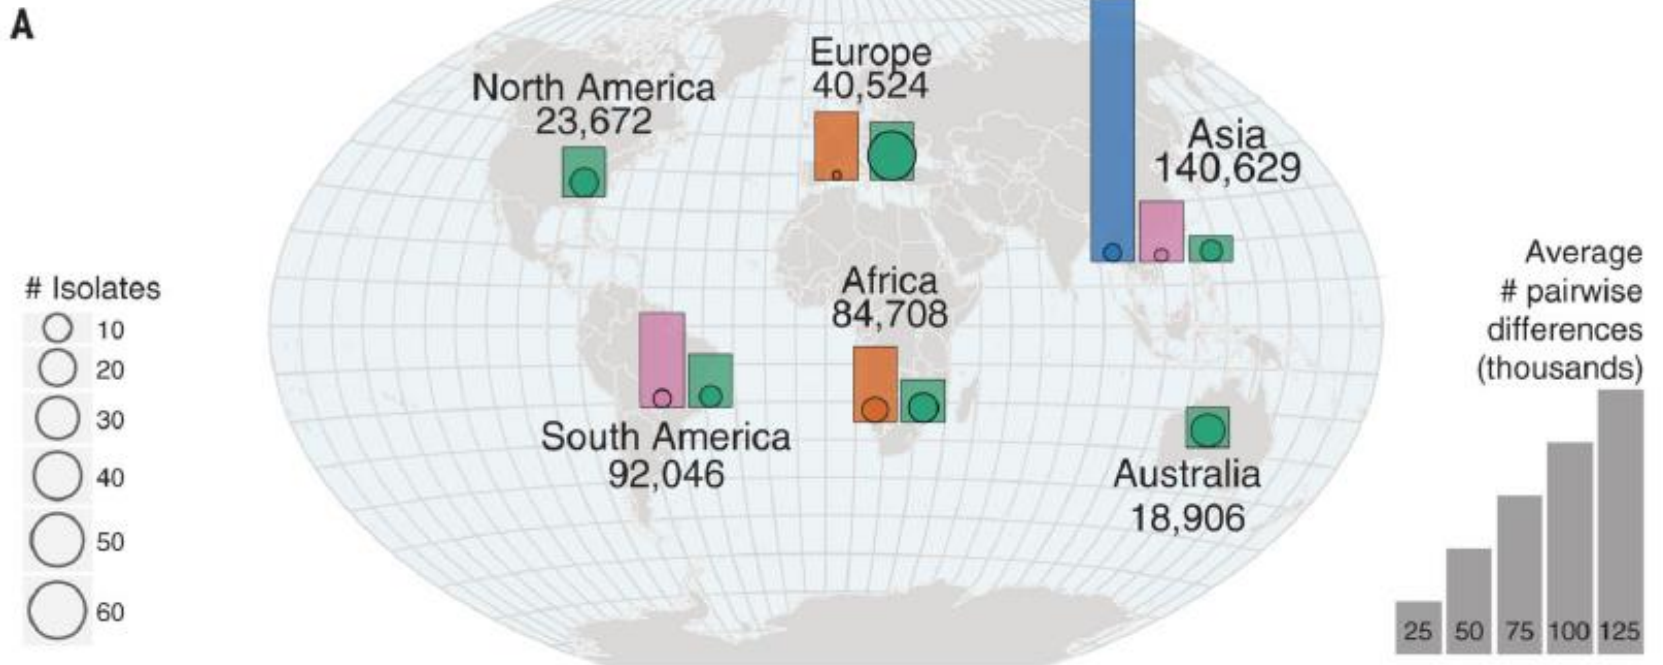 A
North America
23,672
Europe
40,524
Asia
140,629
Africa
84,708
South America
92,046
Australia
18,906
# Isolates
10
20
30
40
50
60
Average
# pairwise
differences
(thousands)
25 50 75 100 125